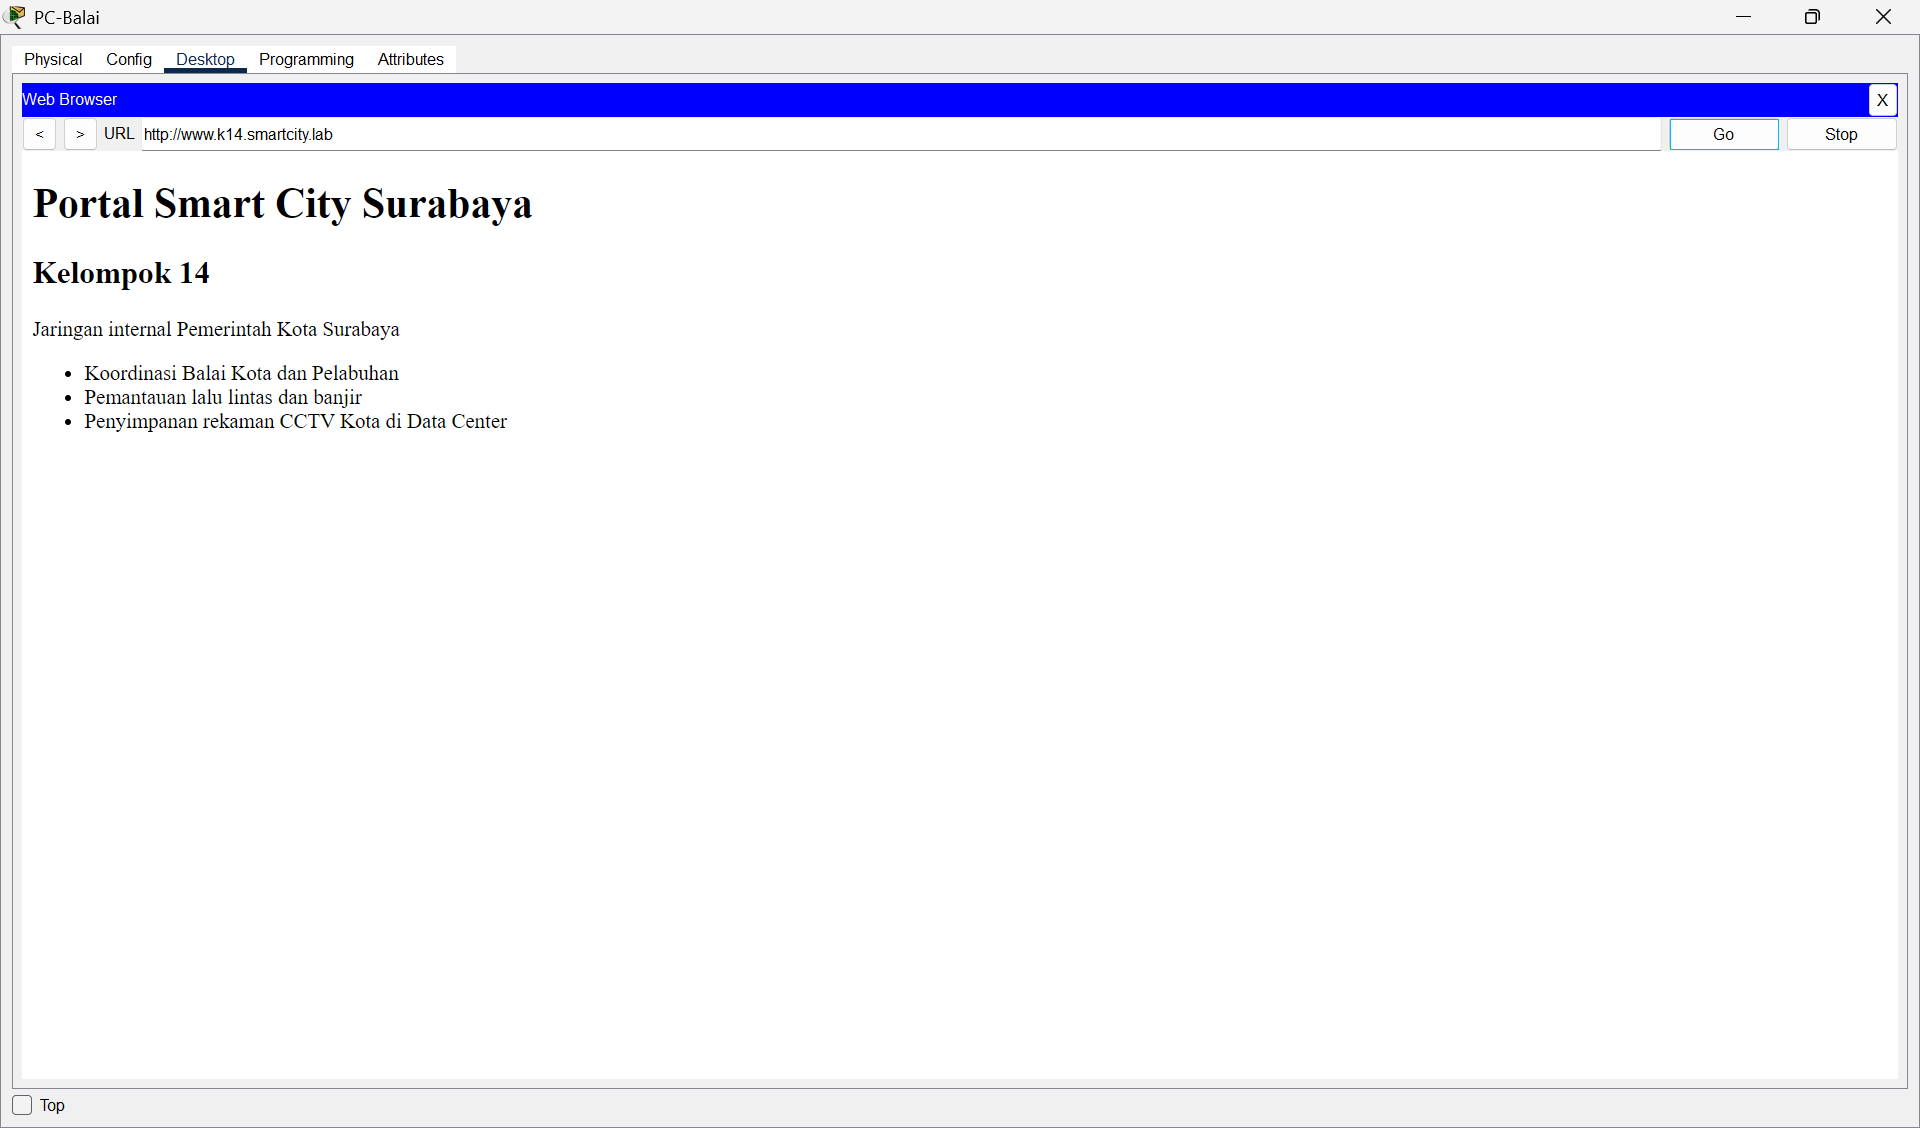 PC-Balai
Physical Config Desktop Programming Attributes
Web Browser X
< > URL http://www.k14.smartcity.lab Go Stop
Portal Smart City Surabaya
Kelompok 14
Jaringan internal Pemerintah Kota Surabaya
• Koordinasi Balai Kota dan Pelabuhan
• Pemantauan lalu lintas dan banjir
• Penyimpanan rekaman CCTV Kota di Data Center
Top